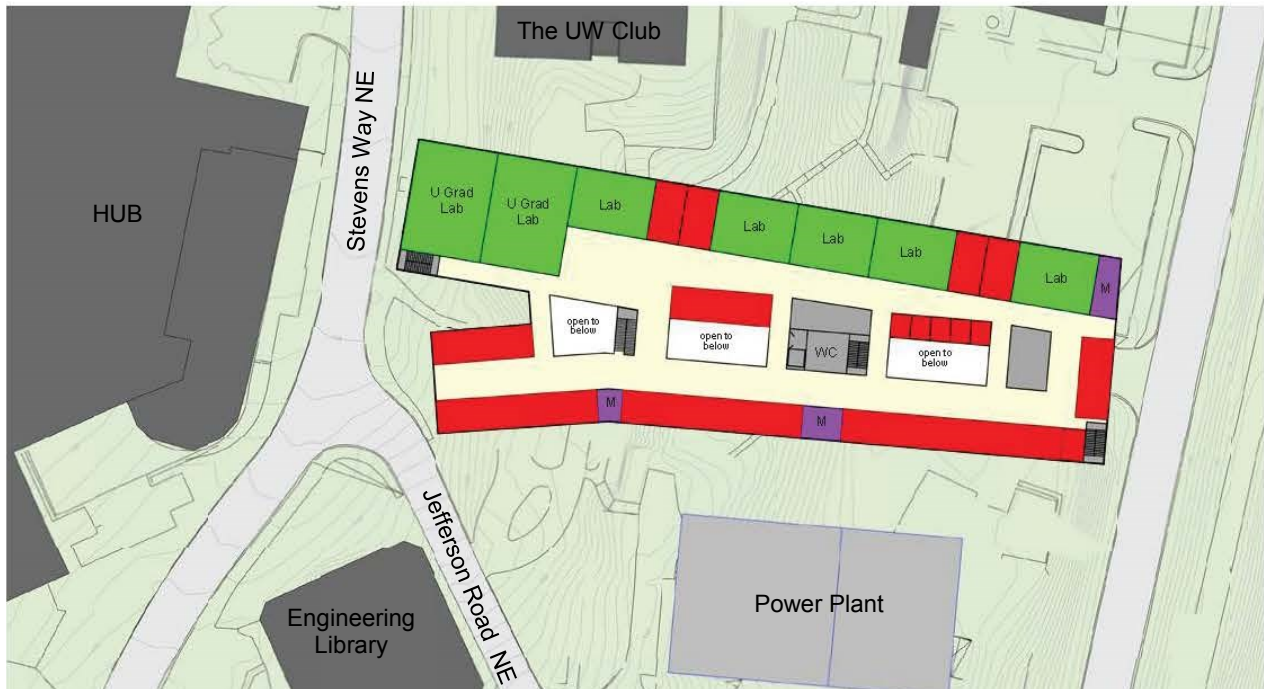 The UW Club
Stevens Way NE
HUB
U Grad
Lab
U Grad
Lab
Lab
Lab
Lab
Lab
Lab
M
open to
below
open to
below
WC
open to
below
M
M
Jefferson Road NE
Engineering
Library
Power Plant